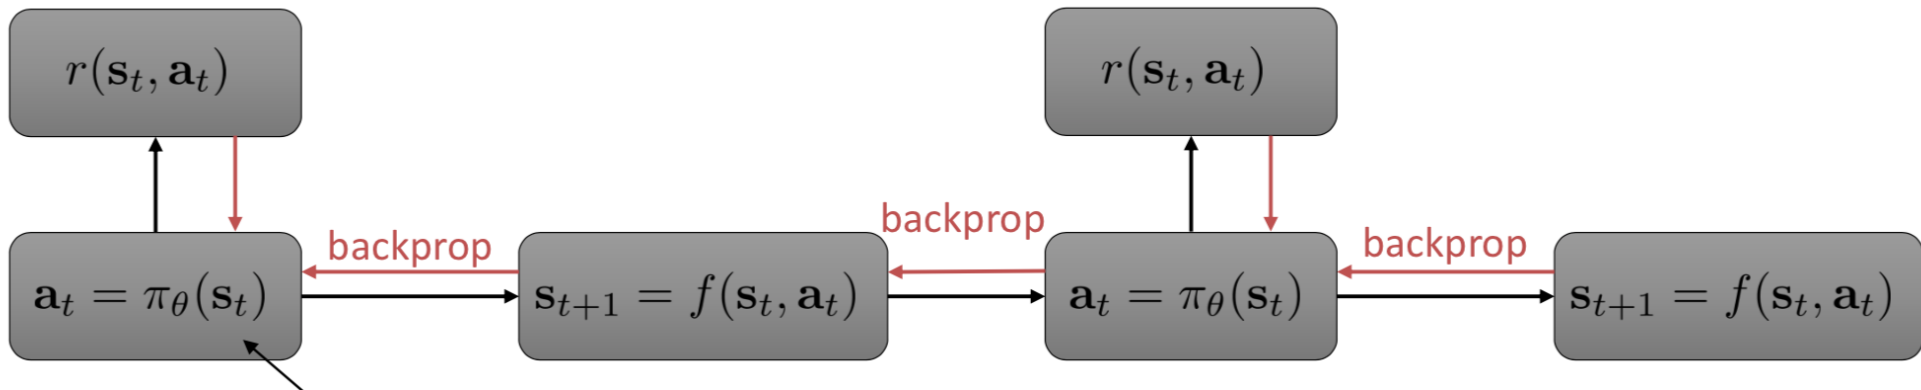 r(s_t, a_t)
r(s_t, a_t)
backprop
backprop
backprop
a_t = π_θ(s_t)
s_{t+1} = f(s_t, a_t)
a_t = π_θ(s_t)
s_{t+1} = f(s_t, a_t)